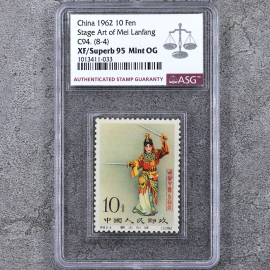 China 1962 10 Fen
Stage Art of Mei Lanfang
C94. (8-4)
XF/Superb 95 Mint OG
1013411-033
AUTHENTICATED STAMP GUARANTY
ASG
10分
中国人民邮政